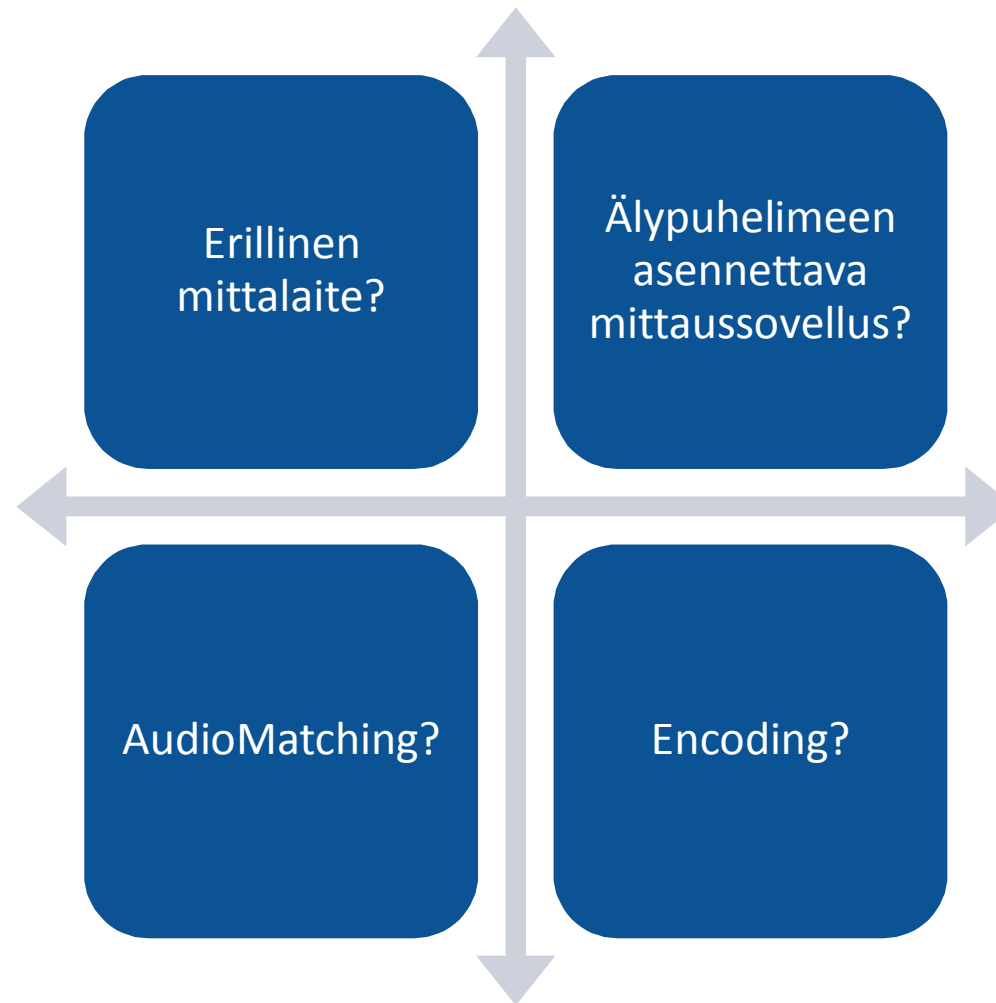 Erillinen
mittalaite?
Älypuhelimeen
asennettava
mittaussovellus?
AudioMatching?
Encoding?